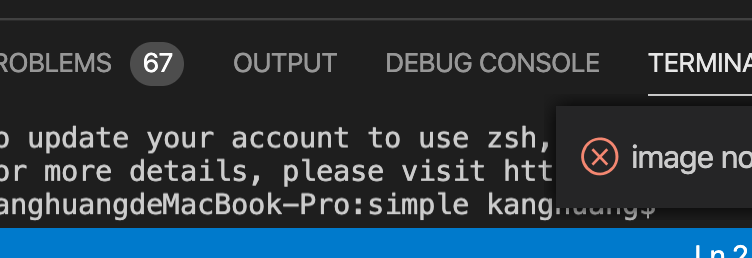 ROBLEMS 67 OUTPUT DEBUG CONSOLE TERMINA
o update your account to use zsh,
or more details, please visit htt
anghuangdeMacBook-Pro:simple kanghuang$
image no
Ln 2